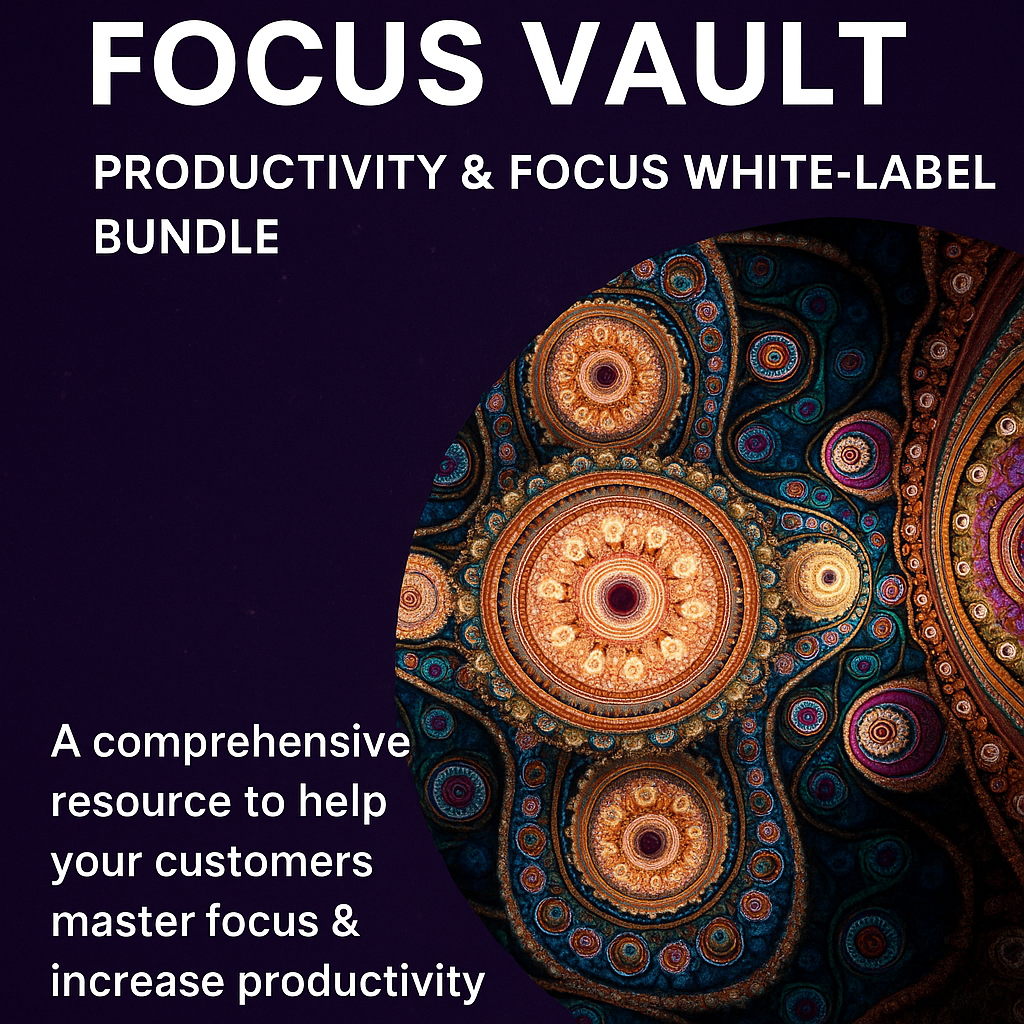 FOCUS VAULT
PRODUCTIVITY & FOCUS WHITE-LABEL
BUNDLE
A comprehensive
resource to help
your customers
master focus &
increase productivity